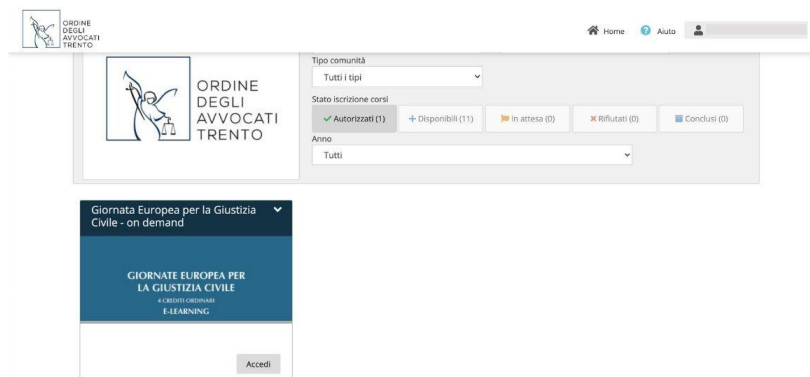 ORDINE
DEGLI
AVVOCATI
TRENTO
Home
Aiuto
ORDINE
DEGLI
AVVOCATI
TRENTO
Tipo comunità
Tutti i tipi
Stato iscrizione corsi
Autorizzati (1)
Disponibili (11)
In attesa (0)
Rifiutati (0)
Conclusi (0)
Anno
Tutti
Giornata Europea per la Giustizia
Civile - on demand
GIORNATE EUROPEA PER
LA GIUSTIZIA CIVILE
4 CREDITI ORDINARI
E-LEARNING
Accedi